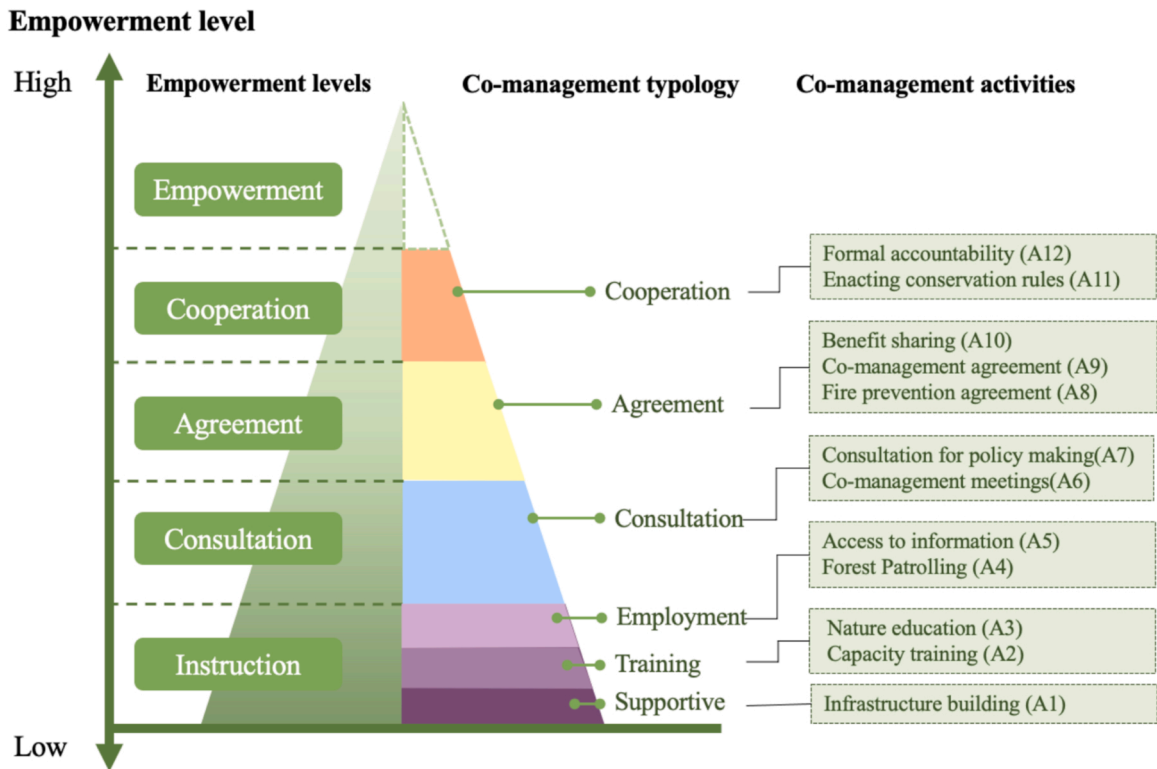 Empowerment level
High
Empowerment levels
Co-management typology
Co-management activities
Empowerment
Cooperation
Agreement
Consultation
Instruction
Low
Cooperation
Agreement
Consultation
Employment
Training
Supportive
Formal accountability (A12)
Enacting conservation rules (A11)
Benefit sharing (A10)
Co-management agreement (A9)
Fire prevention agreement (A8)
Consultation for policy making(A7)
Co-management meetings(A6)
Access to information (A5)
Forest Patrolling (A4)
Nature education (A3)
Capacity training (A2)
Infrastructure building (A1)